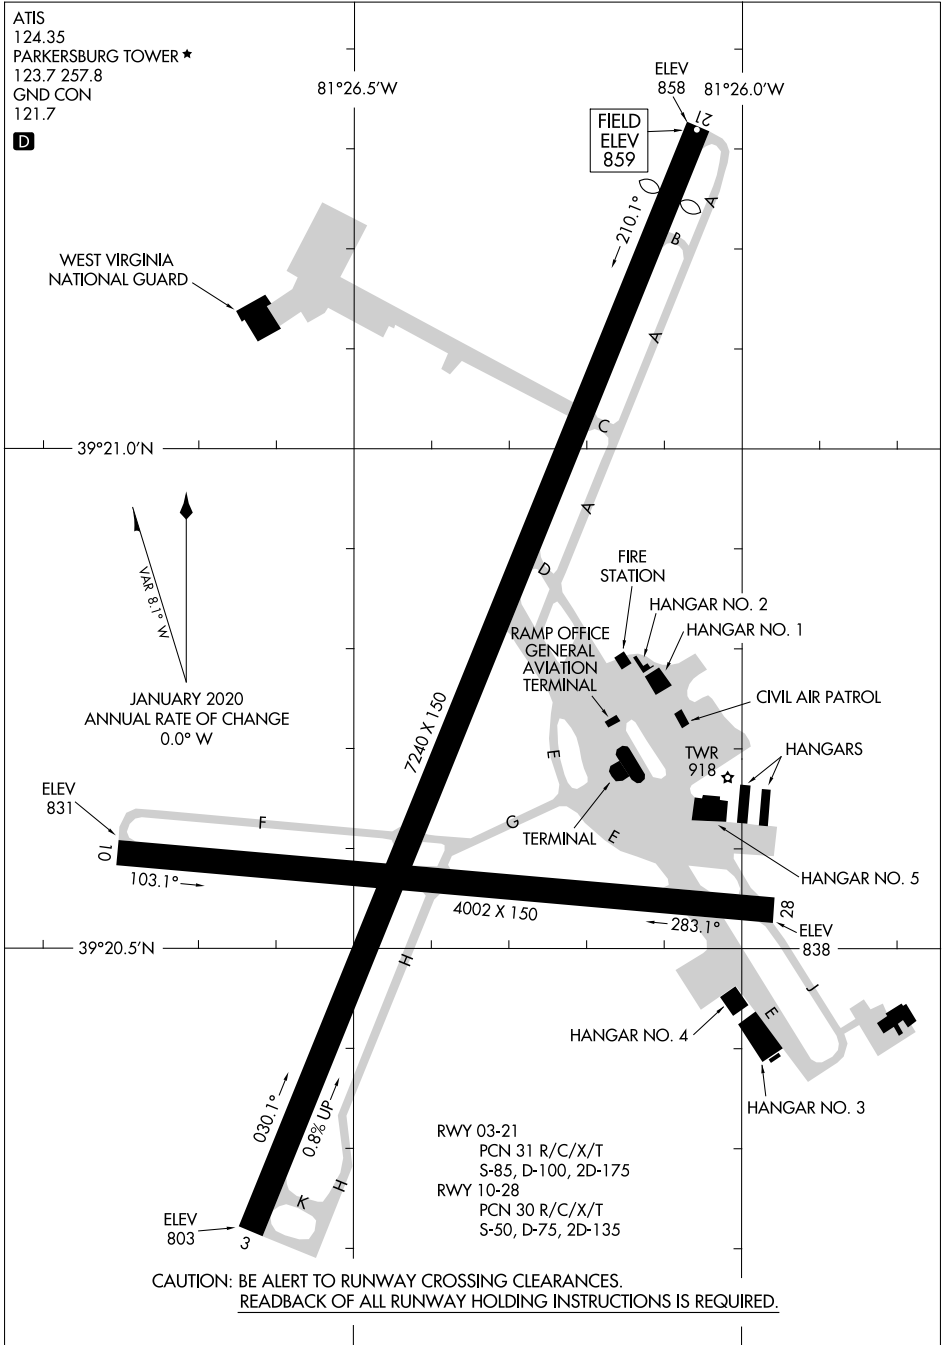 ATIS
124.35
PARKERSBURG TOWER ★
123.7 257.8
GND CON
121.7
D
81°26.5'W
ELEV
858
81°26.0'W
FIELD
ELEV
859
21
210.1°
A
B
WEST VIRGINIA
NATIONAL GUARD
A
C
39°21.0'N
A
VAR 8.1° W
JANUARY 2020
ANNUAL RATE OF CHANGE
0.0° W
D
FIRE
STATION
HANGAR NO. 2
HANGAR NO. 1
RAMP OFFICE
GENERAL
AVIATION
TERMINAL
CIVIL AIR PATROL
7240 X 150
E
TWR
918
HANGARS
ELEV
831
F
G
E
TERMINAL
10
103.1°
HANGAR NO. 5
4002 X 150
28
283.1°
ELEV
838
39°20.5'N
H
J
E
HANGAR NO. 4
HANGAR NO. 3
030.1°
0.8% UP
H
K
RWY 03-21
PCN 31 R/C/X/T
S-85, D-100, 2D-175
RWY 10-28
PCN 30 R/C/X/T
S-50, D-75, 2D-135
ELEV
803
3
CAUTION: BE ALERT TO RUNWAY CROSSING CLEARANCES.
READBACK OF ALL RUNWAY HOLDING INSTRUCTIONS IS REQUIRED.